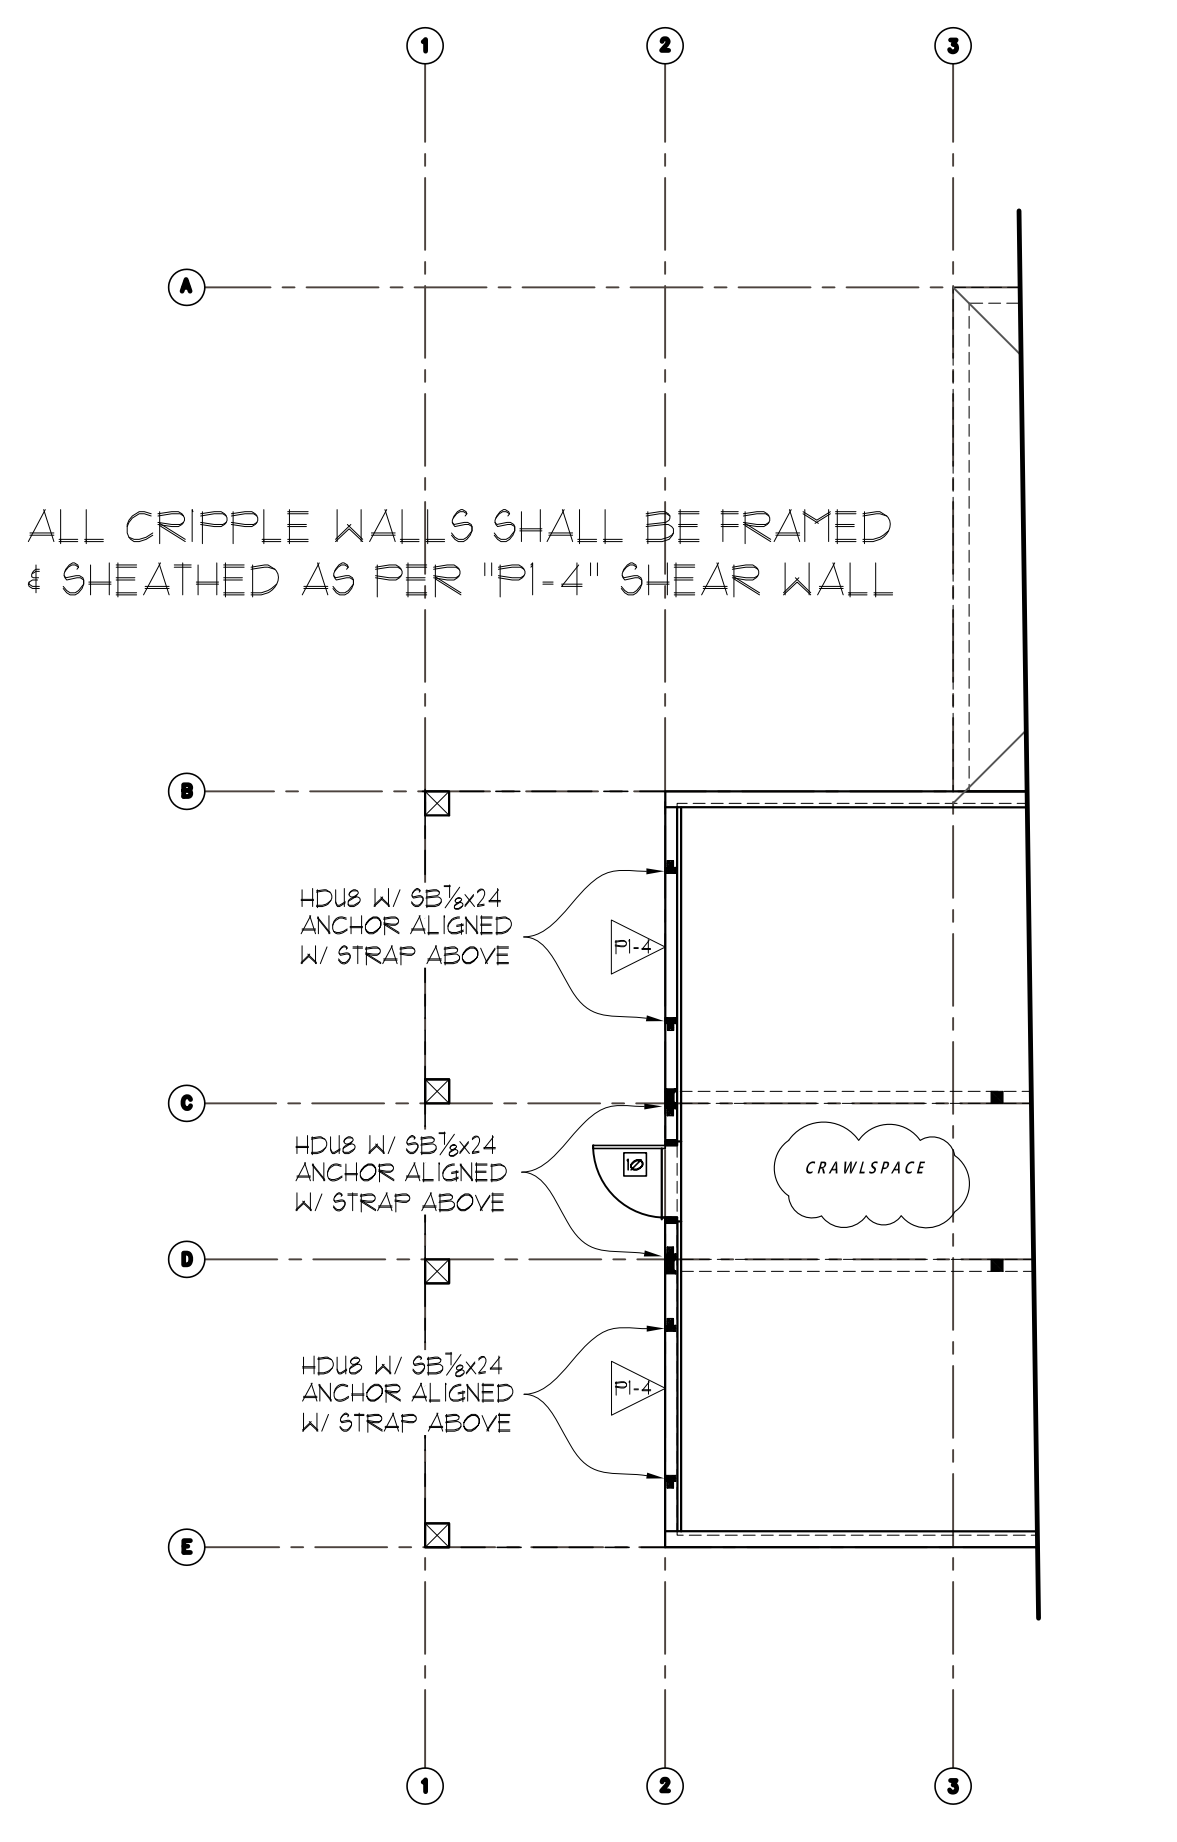 1 2 3
A
ALL CRIPPLE WALLS SHALL BE FRAMED
& SHEATHED AS PER "P1-4" SHEAR WALL
B
HDU8 W/ SB⅞x24
ANCHOR ALIGNED
W/ STRAP ABOVE
P1-4
C
HDU8 W/ SB⅞x24
ANCHOR ALIGNED
W/ STRAP ABOVE
10
CRAWLSPACE
D
HDU8 W/ SB⅞x24
ANCHOR ALIGNED
W/ STRAP ABOVE
P1-4
E
1 2 3